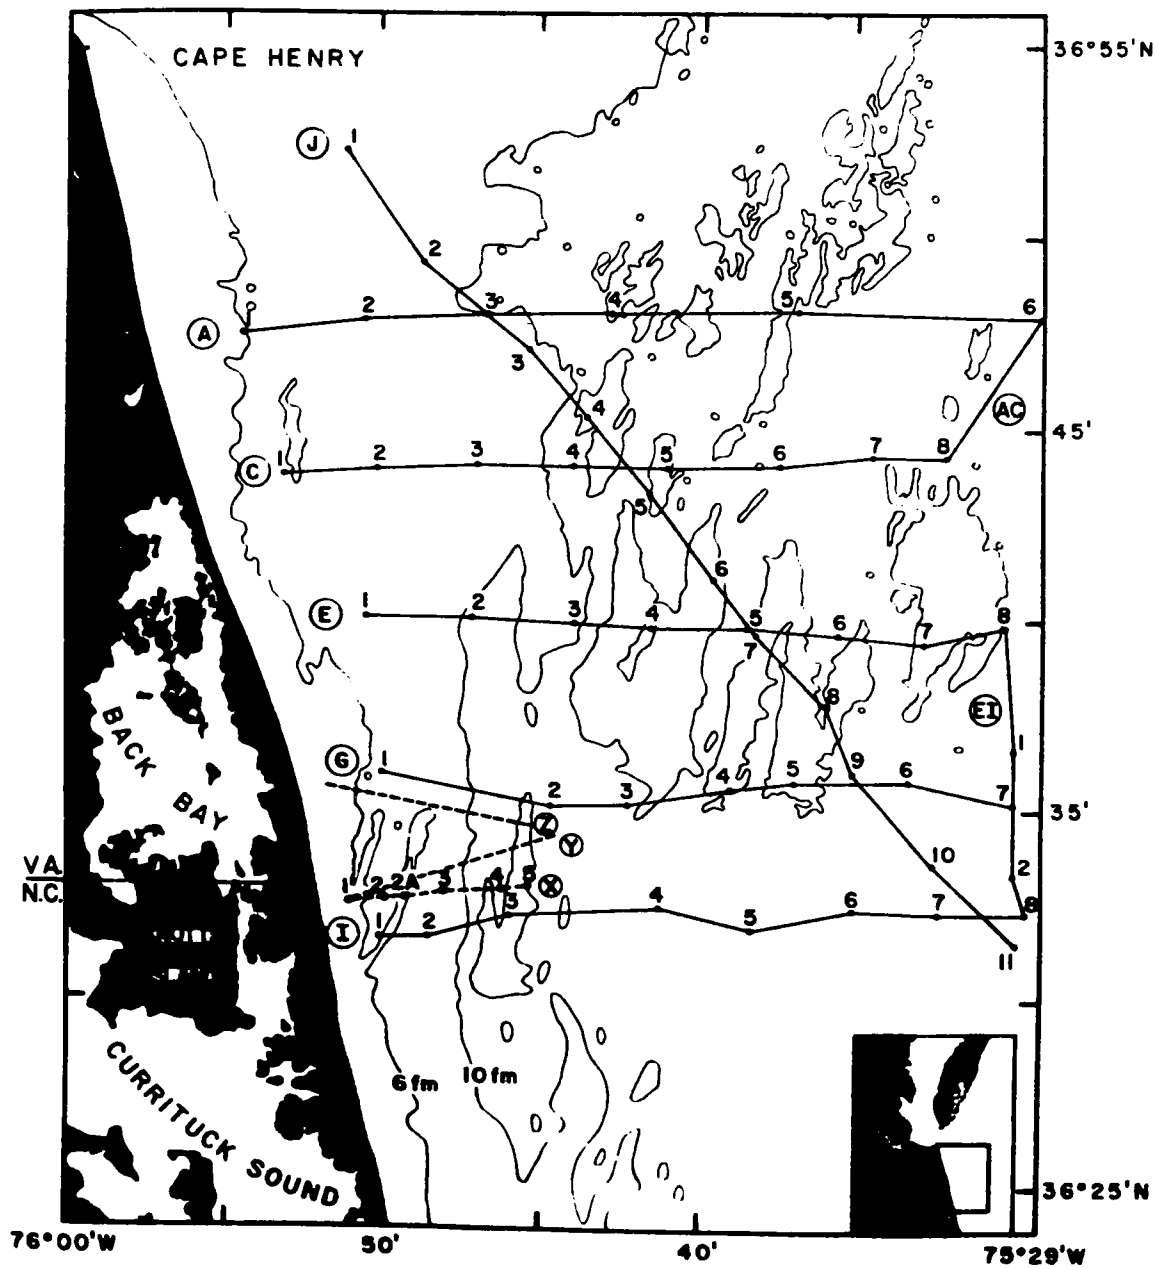 CAPE HENRY
36°55'N
J 1
2
A 2 3 4 5 6
3
4
AC
45'
C 1 2 3 4 5 6 7 8
5
6
E 1 2 3 4 5 6 7 8
7
8
EI
BACK BAY
G 1 2 3 4 5 6 7
9
1
35'
Z
Y
10
VA.
N.C.
1 2 2A 3 4 5 X
2
I 1 2 3 4 5 6 7 8
11
6 fm 10 fm
CURRITUCK SOUND
36°25'N
76°00'W 50' 40' 75°29'W